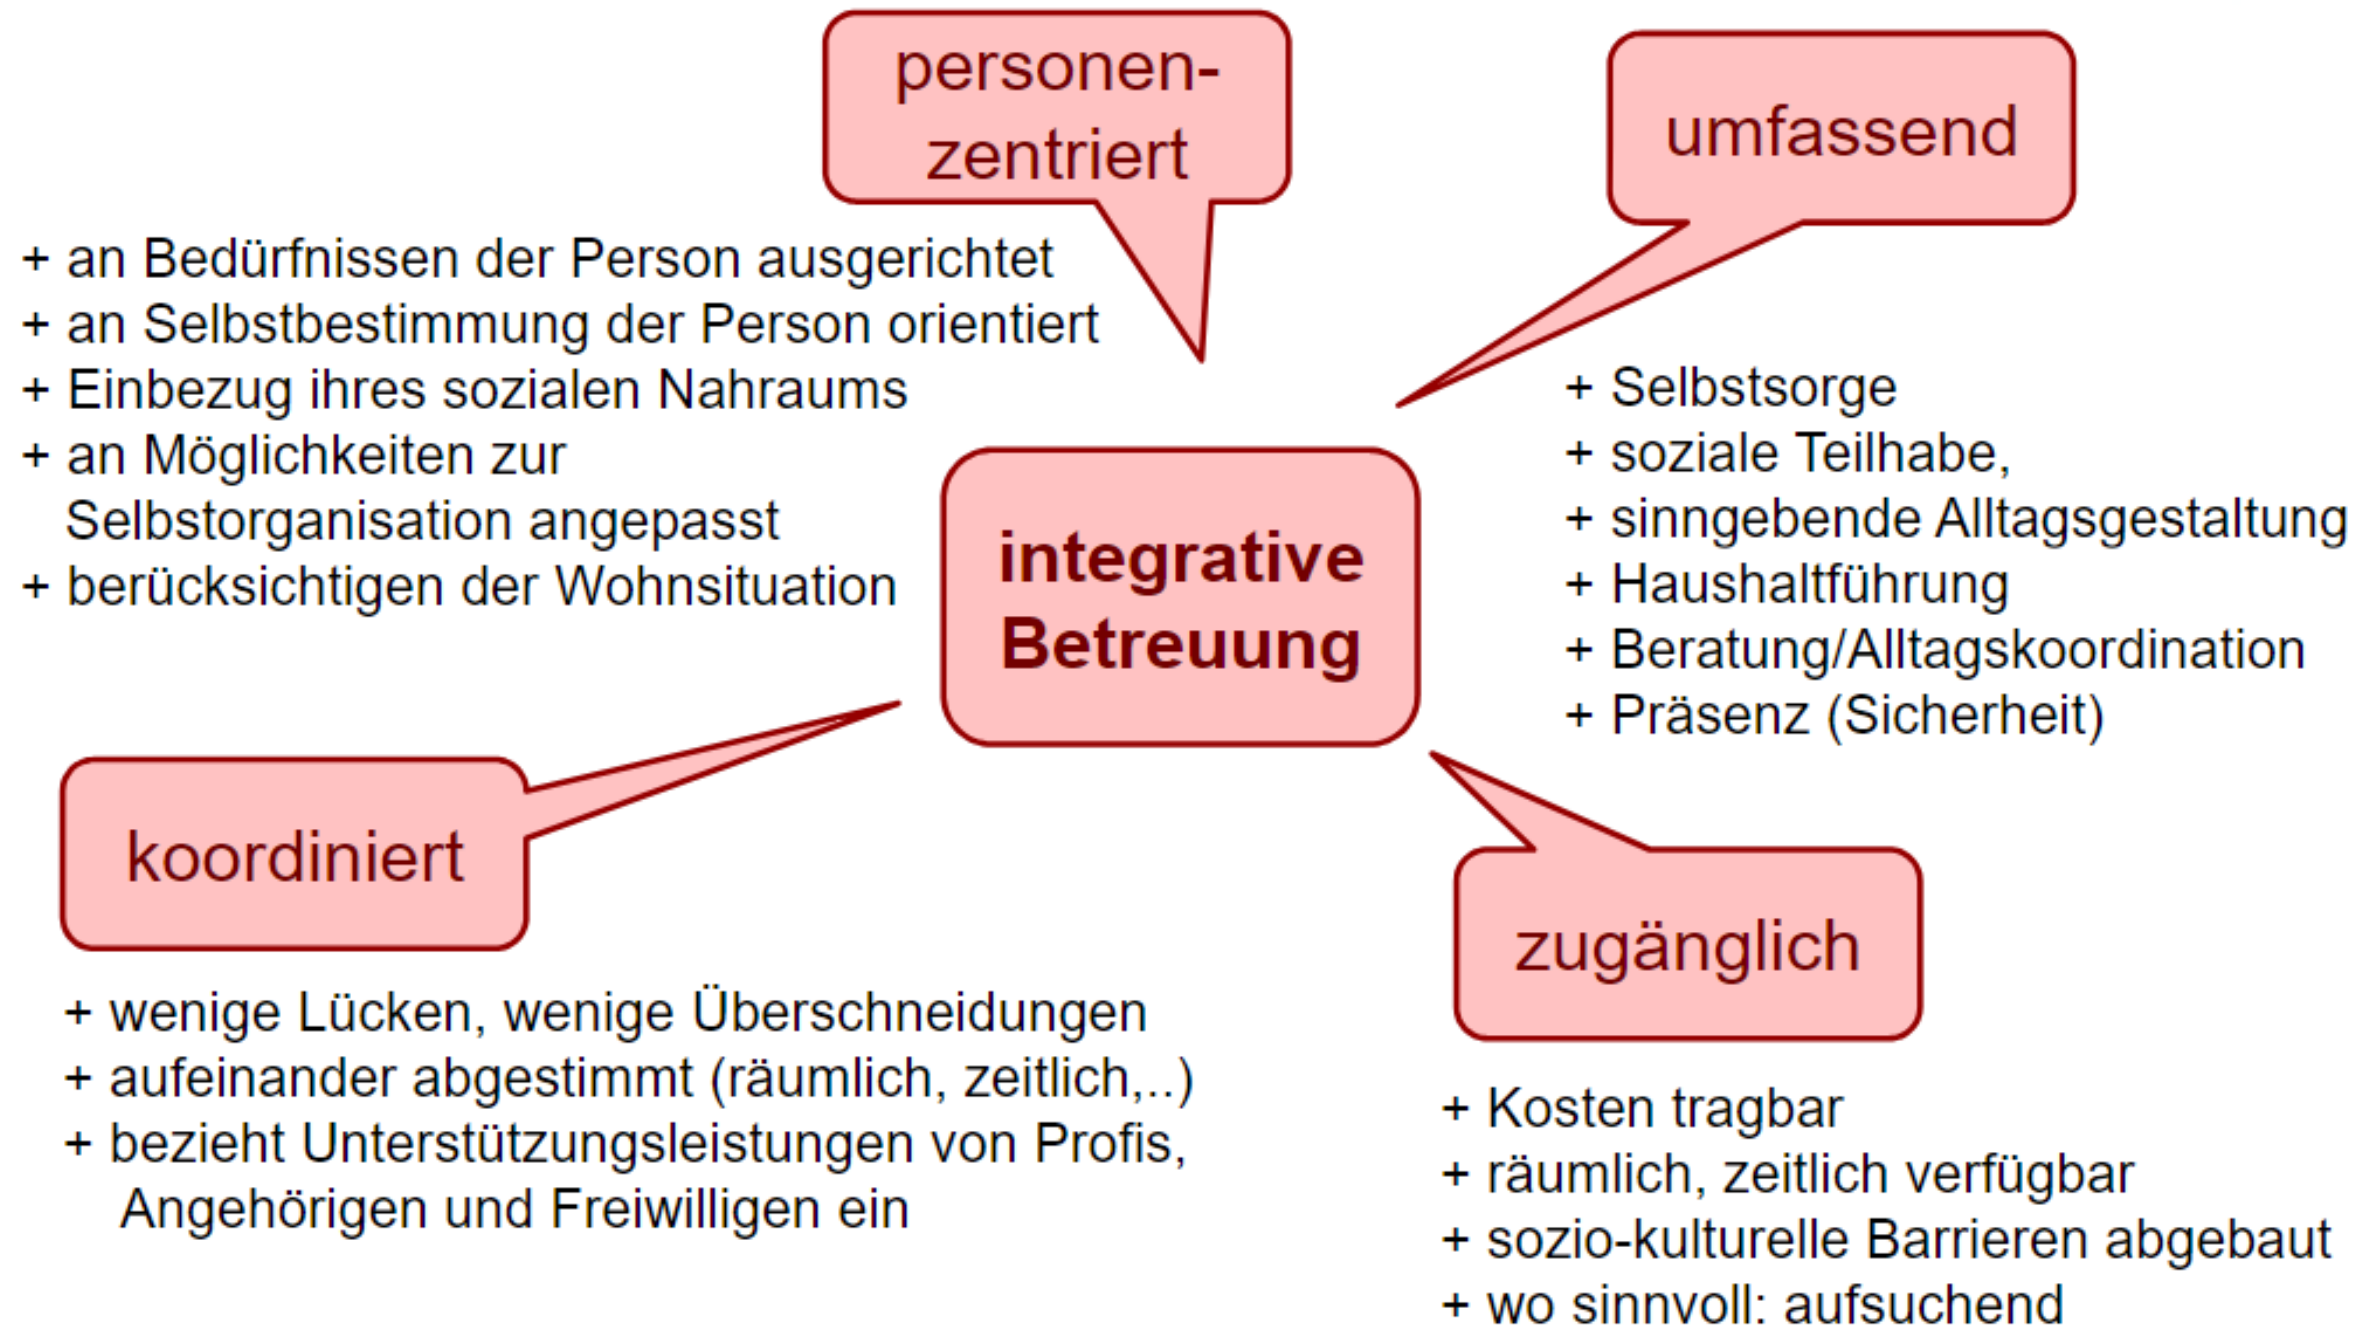 personen-
zentriert
+ an Bedürfnissen der Person ausgerichtet
+ an Selbstbestimmung der Person orientiert
+ Einbezug ihres sozialen Nahraums
+ an Möglichkeiten zur
Selbstorganisation angepasst
+ berücksichtigen der Wohnsituation
umfassend
+ Selbstsorge
+ soziale Teilhabe,
+ sinngebende Alltagsgestaltung
+ Haushaltführung
+ Beratung/Alltagskoordination
+ Präsenz (Sicherheit)
integrative
Betreuung
koordiniert
+ wenige Lücken, wenige Überschneidungen
+ aufeinander abgestimmt (räumlich, zeitlich,..)
+ bezieht Unterstützungsleistungen von Profis,
Angehörigen und Freiwilligen ein
zugänglich
+ Kosten tragbar
+ räumlich, zeitlich verfügbar
+ sozio-kulturelle Barrieren abgebaut
+ wo sinnvoll: aufsuchend